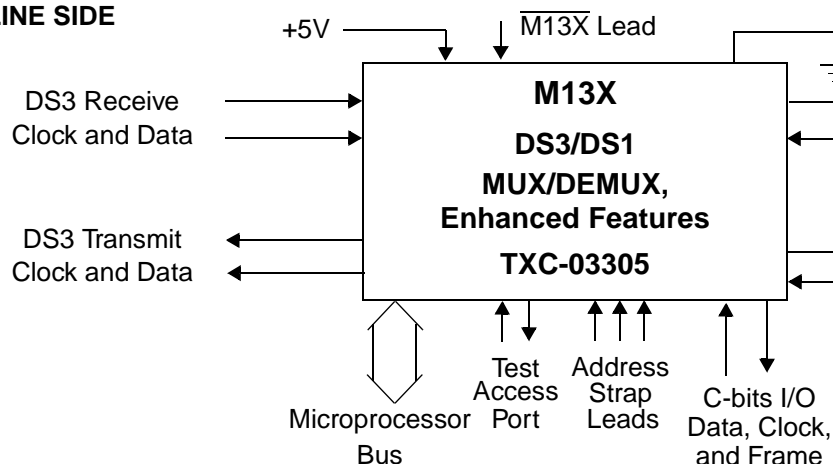 LINE SIDE
+5V
M13X Lead
DS3 Receive
Clock and Data
M13X
DS3/DS1
MUX/DEMUX,
Enhanced Features
TXC-03305
DS3 Transmit
Clock and Data
Microprocessor
Bus
Test
Access
Port
Address
Strap
Leads
C-bits I/O
Data, Clock,
and Frame